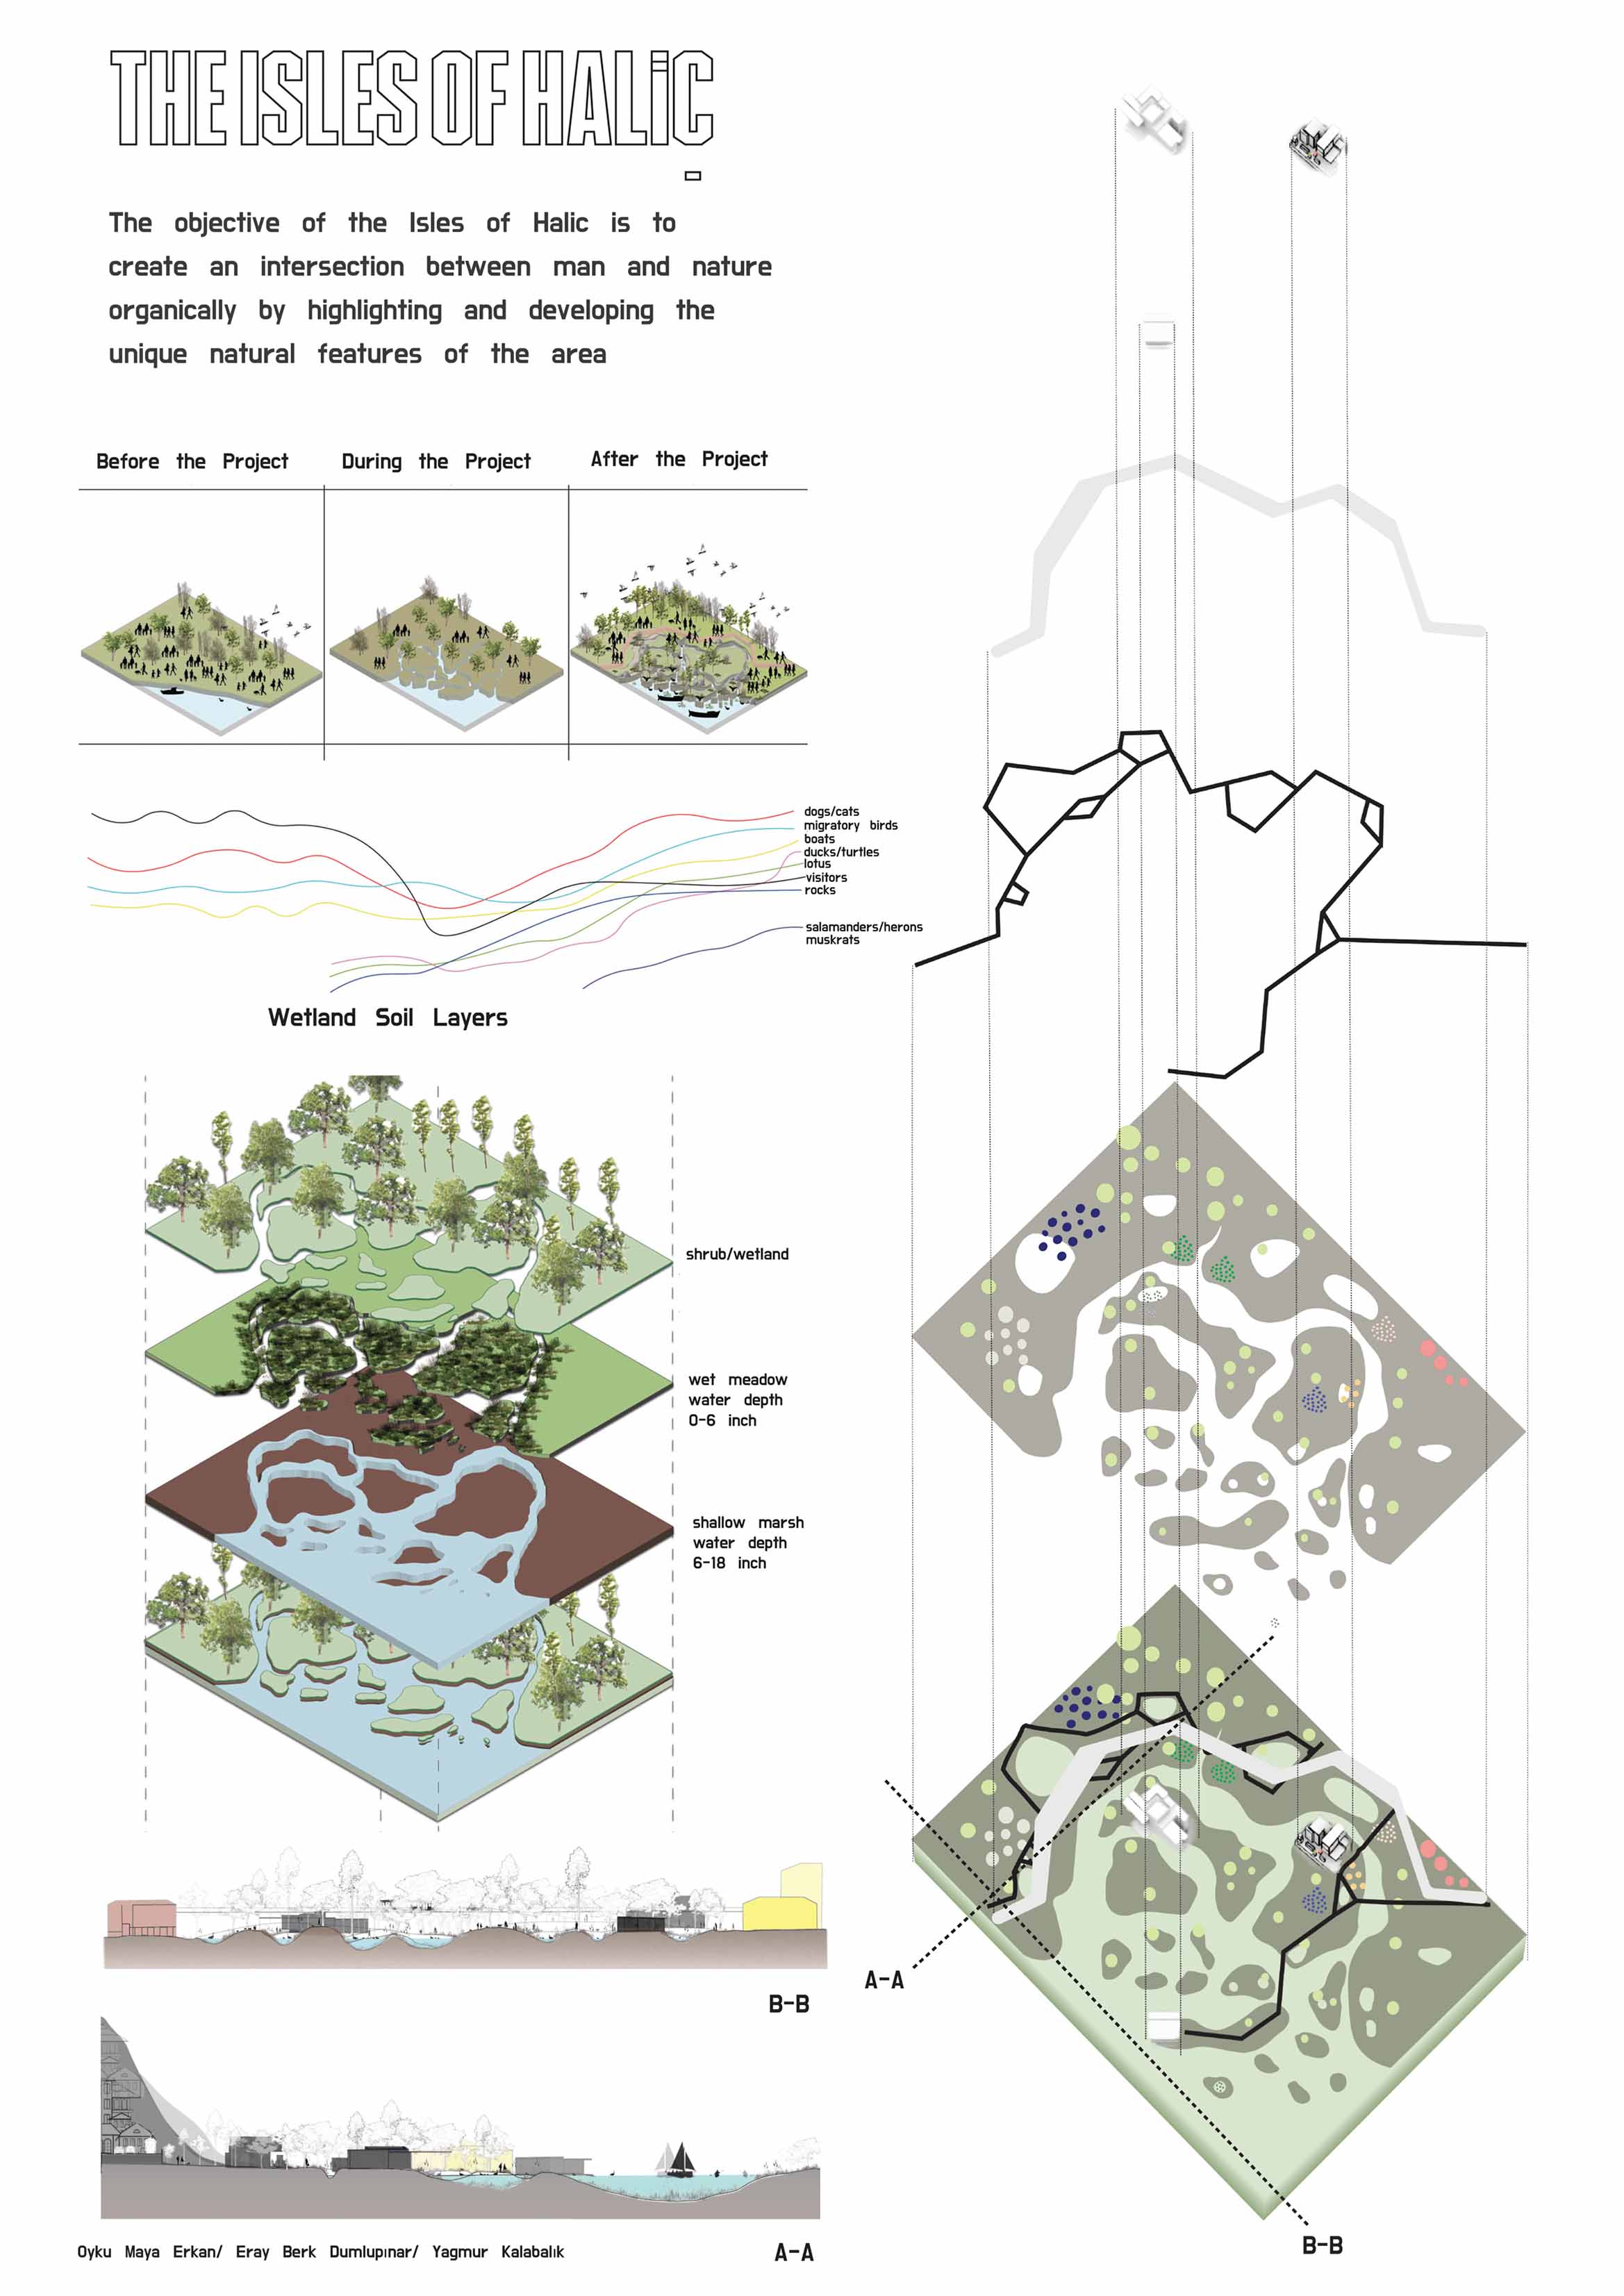 THE ISLES OF HALiC
The objective of the Isles of Halic is to
create an intersection between man and nature
organically by highlighting and developing the
unique natural features of the area
Before the Project
During the Project
After the Project
dogs/cats
migratory birds
boats
ducks/turtles
lotus
visitors
rocks
salamanders/herons
muskrats
Wetland Soil Layers
shrub/wetland
wet meadow
water depth
0-6 inch
shallow marsh
water depth
6-18 inch
B-B
A-A
Oyku Maya Erkan/ Eray Berk Dumlupınar/ Yagmur Kalabalık
A-A
B-B